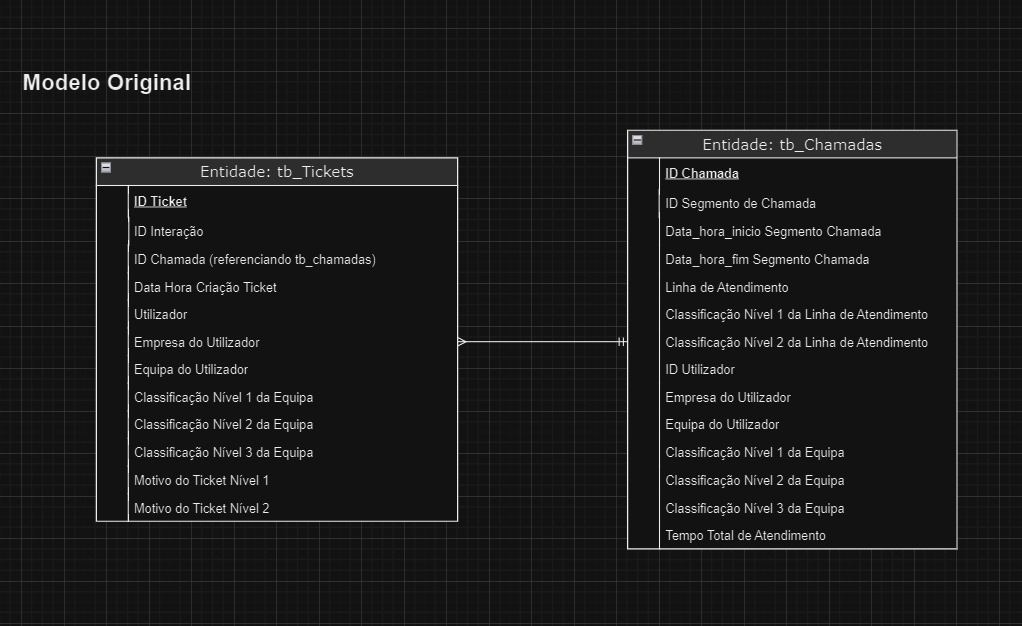 Modelo Original
Entidade: tb_Tickets
ID Ticket
ID Interação
ID Chamada (referenciando tb_chamadas)
Data Hora Criação Ticket
Utilizador
Empresa do Utilizador
Equipa do Utilizador
Classificação Nível 1 da Equipa
Classificação Nível 2 da Equipa
Classificação Nível 3 da Equipa
Motivo do Ticket Nível 1
Motivo do Ticket Nível 2
Entidade: tb_Chamadas
ID Chamada
ID Segmento de Chamada
Data_hora_inicio Segmento Chamada
Data_hora_fim Segmento Chamada
Linha de Atendimento
Classificação Nível 1 da Linha de Atendimento
Classificação Nível 2 da Linha de Atendimento
ID Utilizador
Empresa do Utilizador
Equipa do Utilizador
Classificação Nível 1 da Equipa
Classificação Nível 2 da Equipa
Classificação Nível 3 da Equipa
Tempo Total de Atendimento